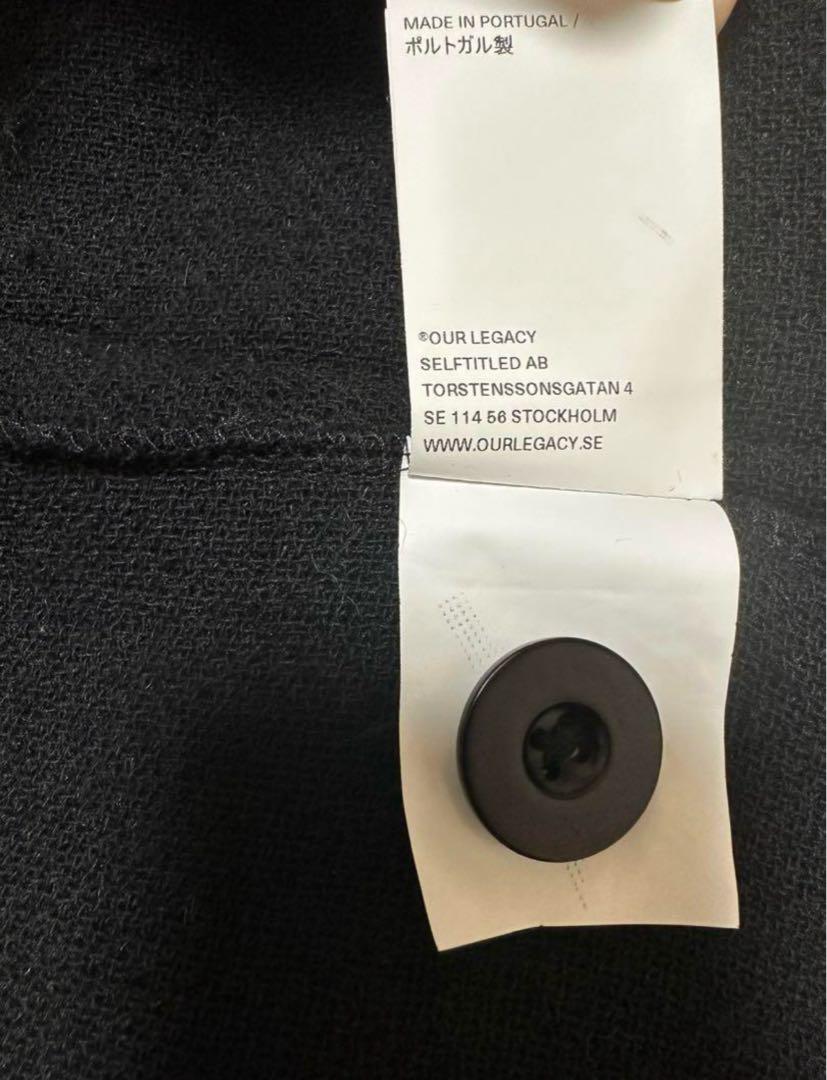 MADE IN PORTUGAL /
ポルトガル製
®OUR LEGACY
SELFTITLED AB
TORSTENSSONSGATAN 4
SE 114 56 STOCKHOLM
WWW.OURLEGACY.SE